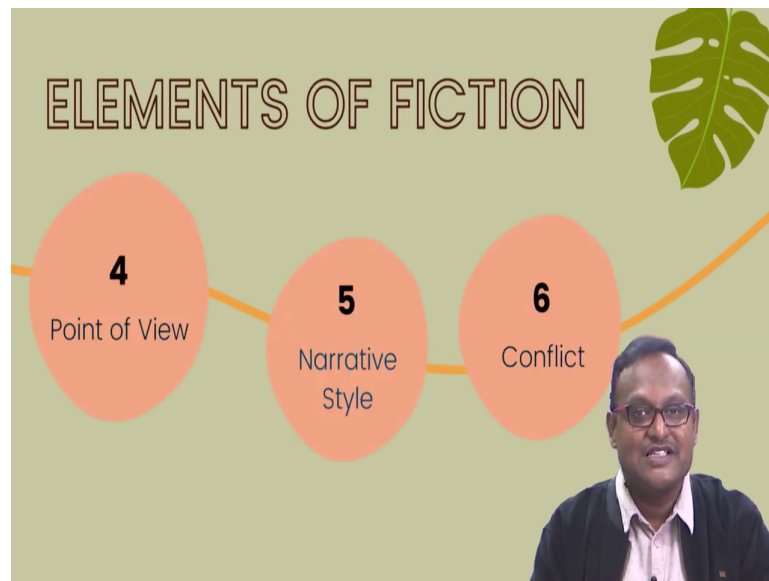 ELEMENTS OF FICTION
4
Point of View
5
Narrative
Style
6
Conflict